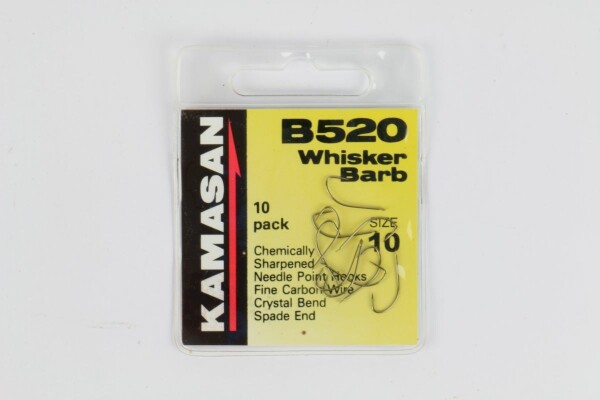 KAMASAN
B520
Whisker
Barb
10
pack
SIZE
10
Chemically
Sharpened
Needle Point Hooks
Fine Carbon Wire
Crystal Bend
Spade End